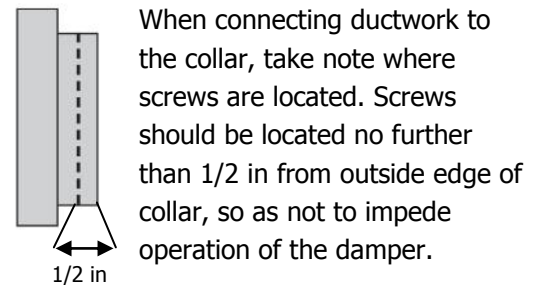 When connecting ductwork to
the collar, take note where
screws are located. Screws
should be located no further
than 1/2 in from outside edge of
collar, so as not to impede
operation of the damper.
1/2 in